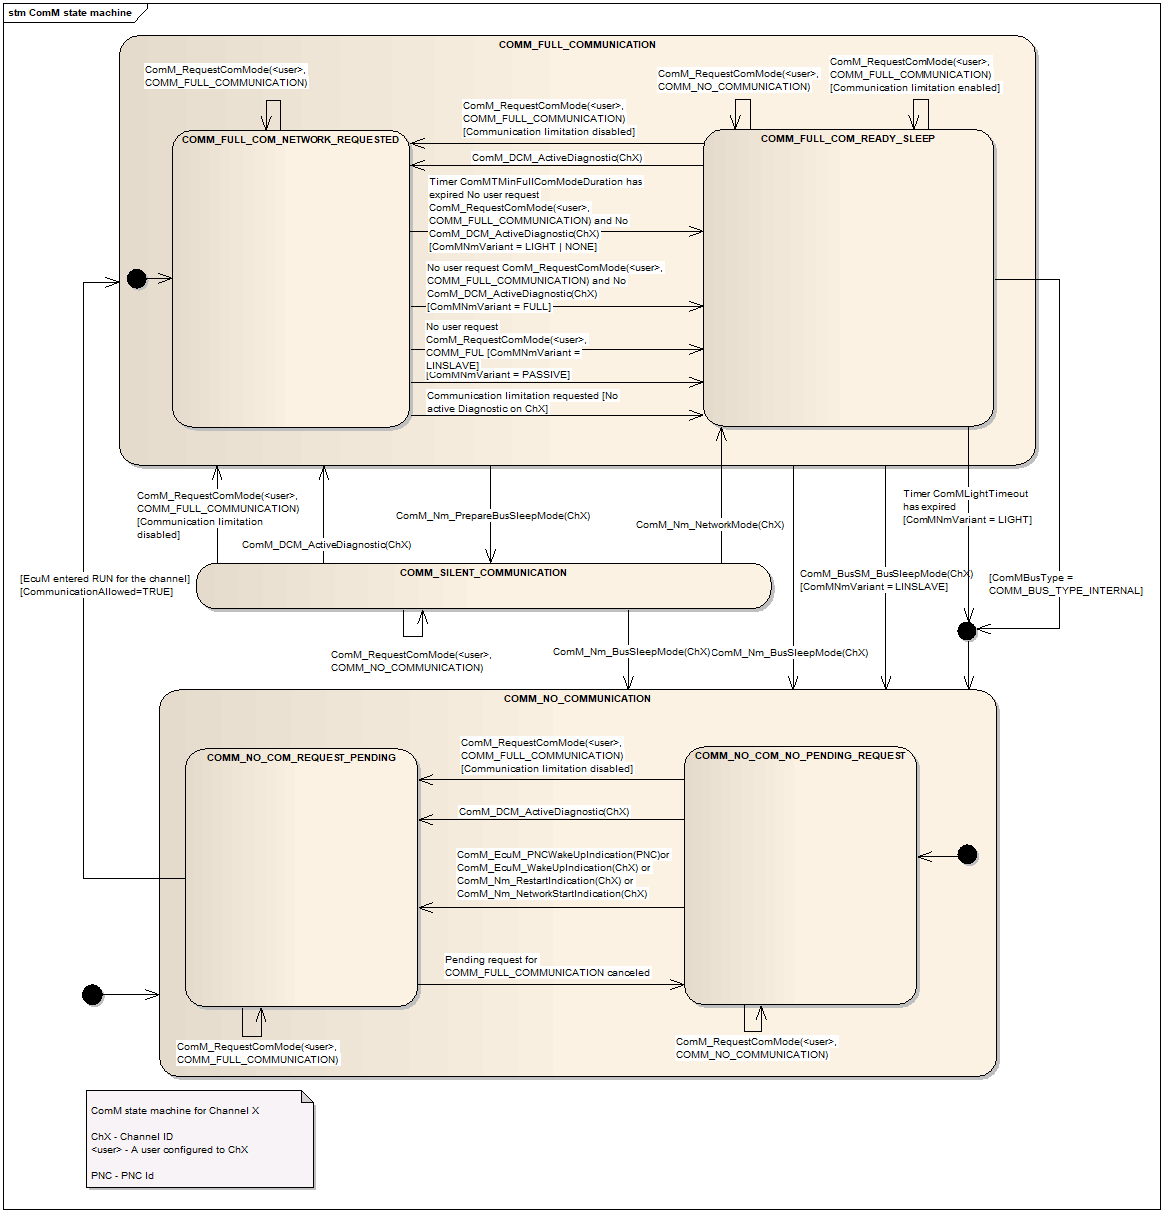 stm ComM state machine
COMM_FULL_COMMUNICATION
ComM_RequestComMode(<user>,
COMM_FULL_COMMUNICATION)
ComM_RequestComMode(<user>,
COMM_NO_COMMUNICATION)
ComM_RequestComMode(<user>,
COMM_FULL_COMMUNICATION)
[Communication limitation enabled]
COMM_FULL_COM_NETWORK_REQUESTED
ComM_RequestComMode(<user>,
COMM_FULL_COMMUNICATION)
[Communication limitation disabled]
COMM_FULL_COM_READY_SLEEP
ComM_DCM_ActiveDiagnostic(ChX)
Timer ComMTMinFullComModeDuration has
expired No user request
ComM_RequestComMode(<user>,
COMM_FULL_COMMUNICATION) and No
ComM_DCM_ActiveDiagnostic(ChX)
[ComMNmVariant = LIGHT | NONE]
No user request ComM_RequestComMode(<user>,
COMM_FULL_COMMUNICATION) and No
ComM_DCM_ActiveDiagnostic(ChX)
[ComMNmVariant = FULL]
No user request
ComM_RequestComMode(<user>,
COMM_FUL [ComMNmVariant =
LINSLAVE]
[ComMNmVariant = PASSIVE]
Communication limitation requested [No
active Diagnostic on ChX]
ComM_RequestComMode(<user>,
COMM_FULL_COMMUNICATION)
[Communication limitation
disabled]
ComM_DCM_ActiveDiagnostic(ChX)
ComM_Nm_PrepareBusSleepMode(ChX)
ComM_Nm_NetworkMode(ChX)
Timer ComMLightTimeout
has expired
[ComMNmVariant = LIGHT]
COMM_SILENT_COMMUNICATION
[EcuM entered RUN for the channel]
[CommunicationAllowed=TRUE]
ComM_BusSM_BusSleepMode(ChX)
[ComMNmVariant = LINSLAVE]
[ComMBusType =
COMM_BUS_TYPE_INTERNAL]
ComM_RequestComMode(<user>,
COMM_NO_COMMUNICATION)
ComM_Nm_BusSleepMode(ChX)
ComM_Nm_BusSleepMode(ChX)
COMM_NO_COMMUNICATION
COMM_NO_COM_REQUEST_PENDING
ComM_RequestComMode(<user>,
COMM_FULL_COMMUNICATION)
[Communication limitation disabled]
COMM_NO_COM_NO_PENDING_REQUEST
ComM_DCM_ActiveDiagnostic(ChX)
ComM_EcuM_PNCWakeUpIndication(PNC)or
ComM_EcuM_WakeUpIndication(ChX) or
ComM_Nm_RestartIndication(ChX) or
ComM_Nm_NetworkStartIndication(ChX)
Pending request for
COMM_FULL_COMMUNICATION canceled
ComM_RequestComMode(<user>,
COMM_FULL_COMMUNICATION)
ComM_RequestComMode(<user>,
COMM_NO_COMMUNICATION)
ComM state machine for Channel X
ChX - Channel ID
<user> - A user configured to ChX
PNC - PNC Id